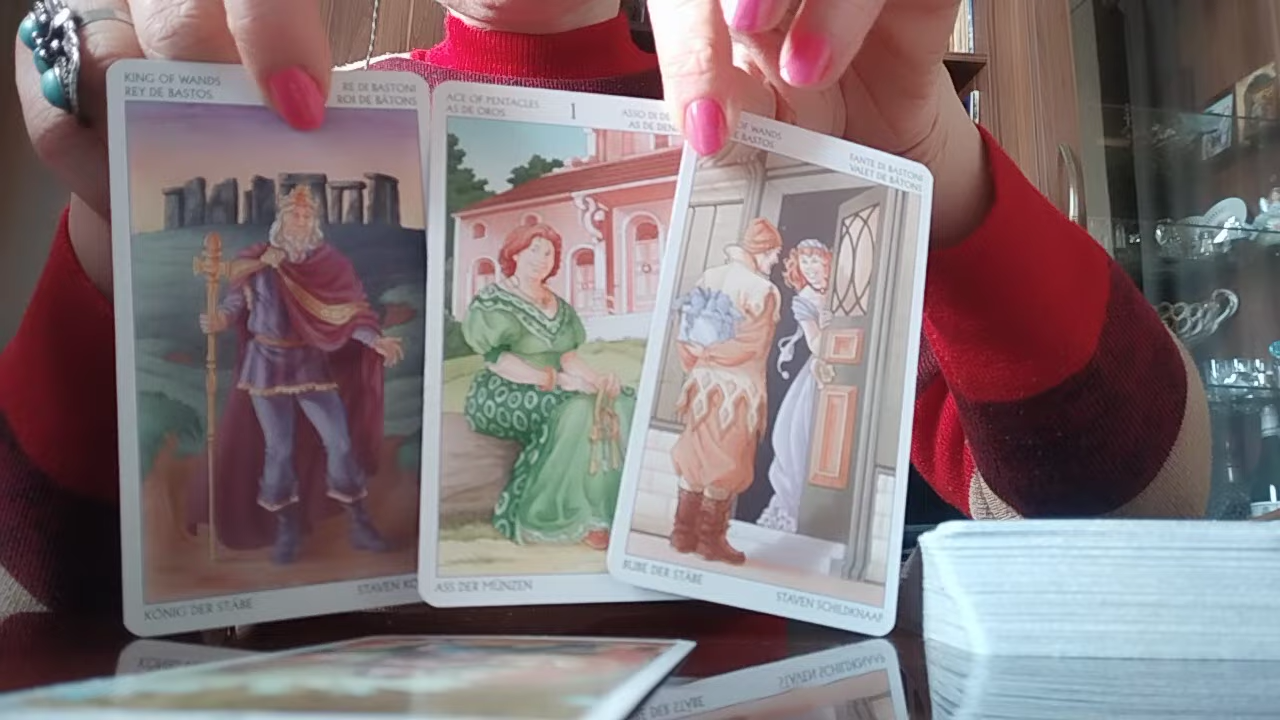 KING OF WANDS
REY DE BASTOS
RE DI BASTONI
ROI DE BÂTONS
KÖNIG DER STÄBE
STAVEN KO
ACE OF PENTACLES
AS DE OROS
1
ASSO DI DE
AS DE DEN
ASS DER MÜNZEN
OF WANDS
E BASTOS
FANTE DI BASTONI
VALET DE BÂTONS
BUBE DER STÄBE
STAVEN SCHILDKNAAP